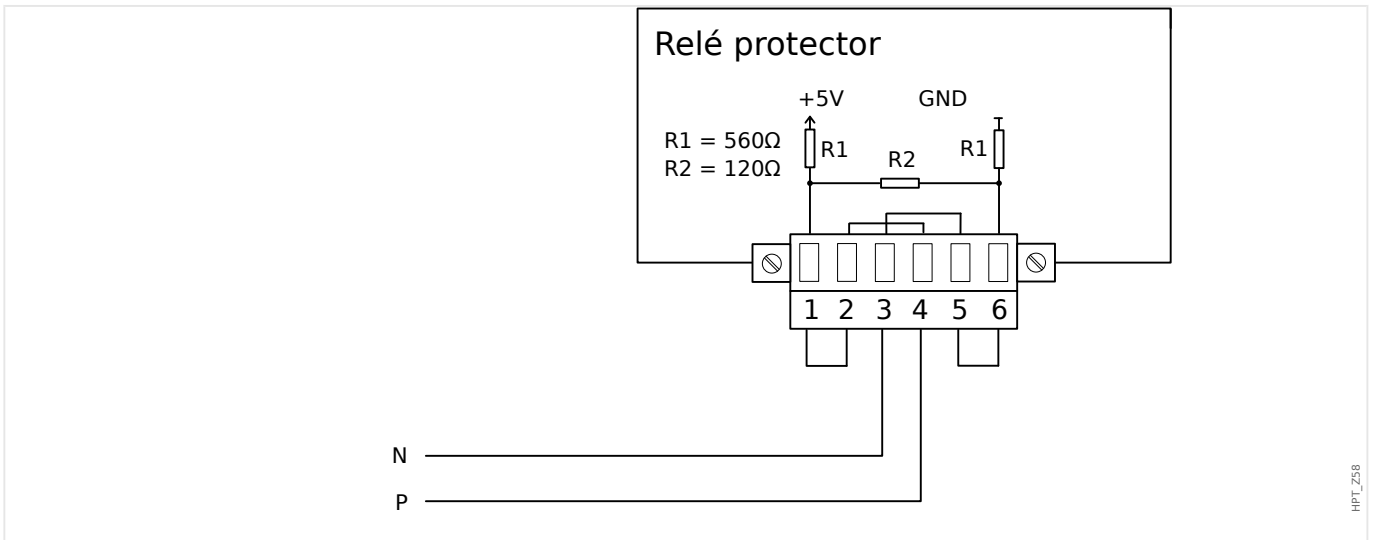 Relé protector
+5V GND
R1 = 560Ω
R2 = 120Ω
R1 R2 R1
1 2 3 4 5 6
N
P
HPT_Z58